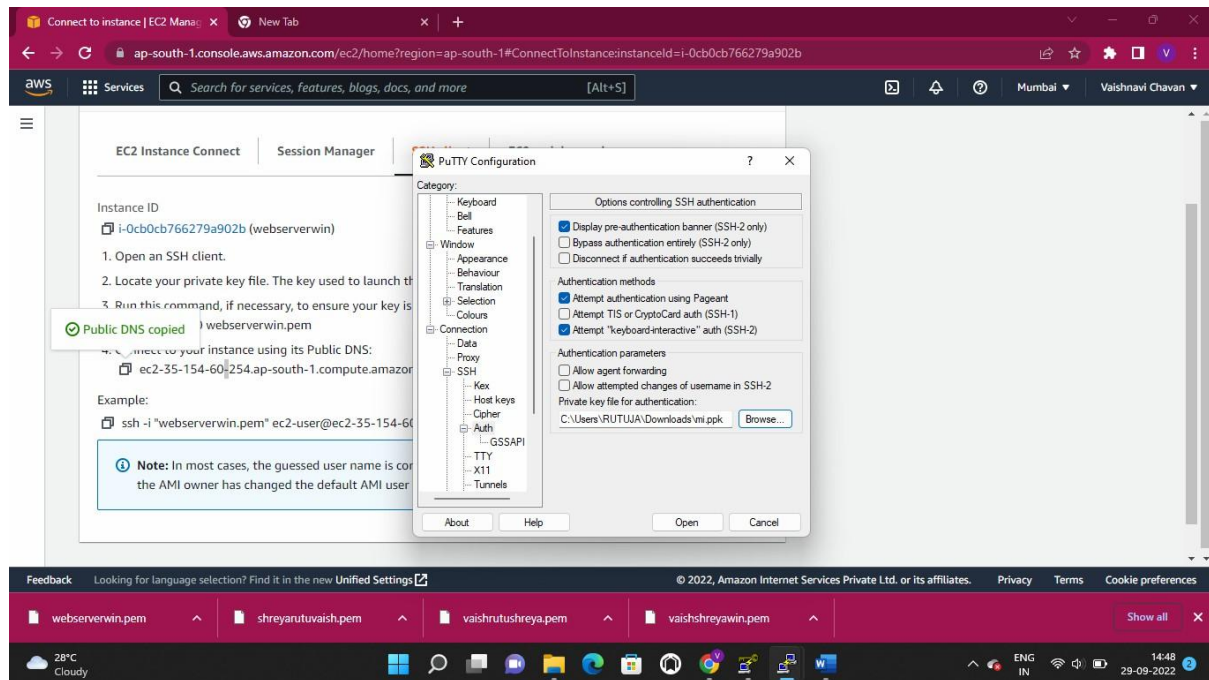 Connect to instance | EC2 Manag
New Tab
ap-south-1.console.aws.amazon.com/ec2/home?region=ap-south-1#ConnectToInstance:instanceId=i-0cb0cb766279a902b
V
aws
Services
Search for services, features, blogs, docs, and more
[Alt+S]
Mumbai ▼
Vaishnavi Chavan ▼
EC2 Instance Connect
Session Manager
Instance ID
i-0cb0cb766279a902b (webserverwin)
1. Open an SSH client.
2. Locate your private key file. The key used to launch
3. Run this command, if necessary, to ensure your key is
webserverwin.pem
Public DNS copied
4. Connect to your instance using its Public DNS:
ec2-35-154-60-254.ap-south-1.compute.amazon
Example:
ssh -i "webserverwin.pem" ec2-user@ec2-35-154-60
Note: In most cases, the guessed user name is
the AMI owner has changed the default AMI user
PuTTY Configuration
?
Category:
Keyboard
Bell
Features
Window
Appearance
Behaviour
Translation
Selection
Colours
Connection
Data
Proxy
SSH
Kex
Host keys
Cipher
Auth
GSSAPI
TTY
X11
Tunnels
Options controlling SSH authentication
Display pre-authentication banner (SSH-2 only)
Bypass authentication entirely (SSH-2 only)
Disconnect if authentication succeeds trivially
Authentication methods
Attempt authentication using Pageant
Attempt TIS or CryptoCard auth (SSH-1)
Attempt "keyboard-interactive" auth (SSH-2)
Authentication parameters
Allow agent forwarding
Allow attempted changes of username in SSH-2
Private key file for authentication:
C:\Users\RUTUJA\Downloads\mi.ppk
Browse...
About
Help
Open
Cancel
Feedback
Looking for language selection? Find it in the new Unified Settings
© 2022, Amazon Internet Services Private Ltd. or its affiliates.
Privacy
Terms
Cookie preferences
webserverwin.pem
shreyarutuvaish.pem
vaishrutushreya.pem
vaishshreyawin.pem
Show all
28°C
Cloudy
ENG
IN
14:48
29-09-2022
2